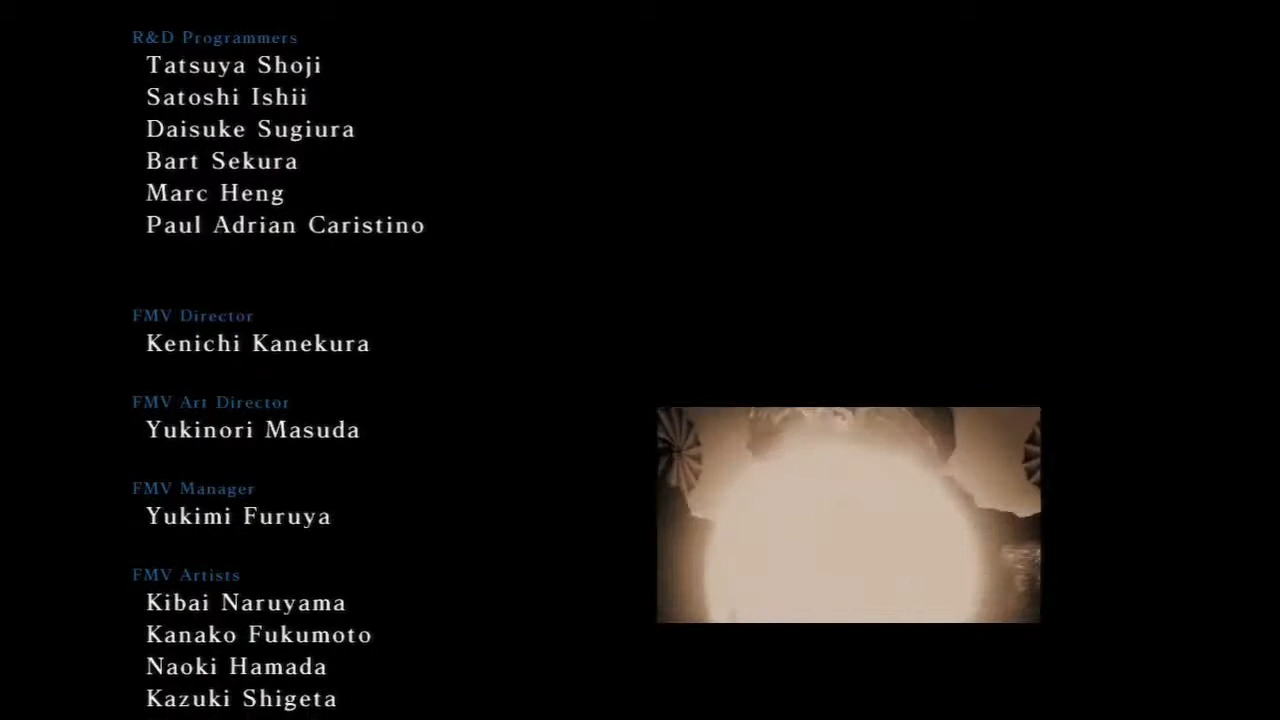 R&D Programmers
Tatsuya Shoji
Satoshi Ishii
Daisuke Sugiura
Bart Sekura
Marc Heng
Paul Adrian Caristino
FMV Director
Kenichi Kanekura
FMV Art Director
Yukinori Masuda
FMV Manager
Yukimi Furuya
FMV Artists
Kibai Naruyama
Kanako Fukumoto
Naoki Hamada
Kazuki Shigeta